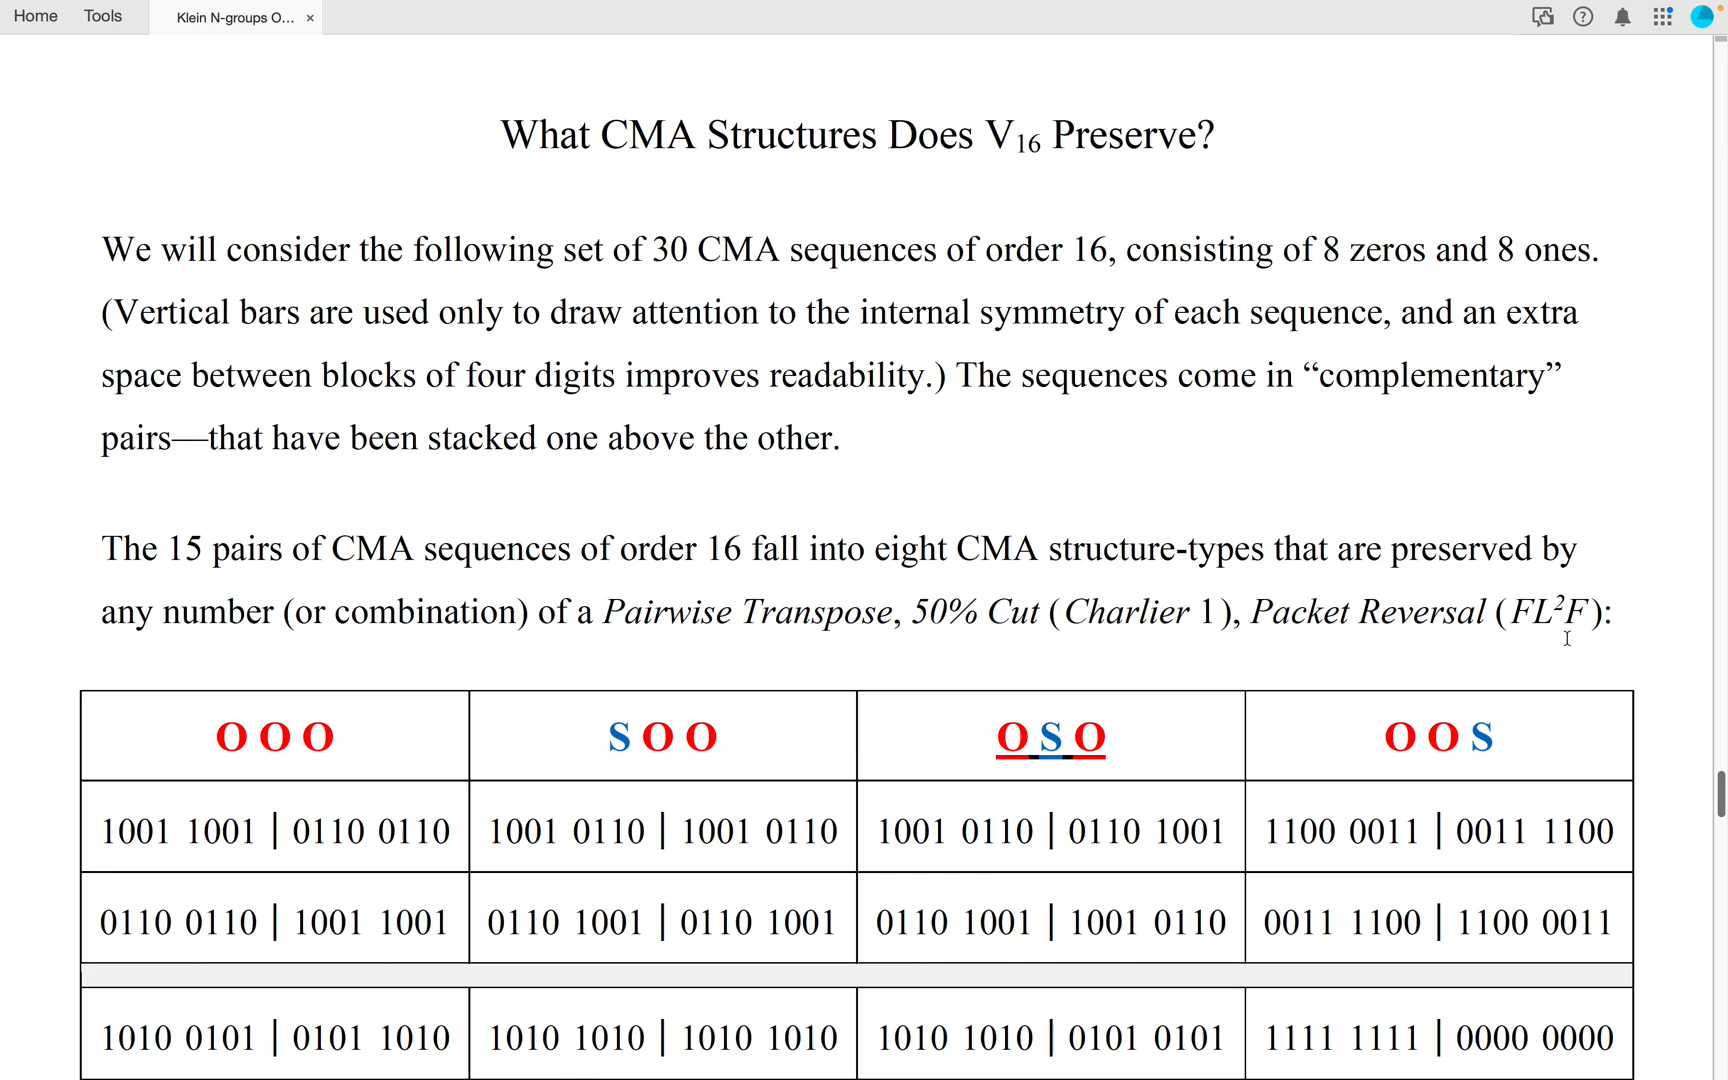 Home Tools Klein N-groups O... ×
What CMA Structures Does V₁₆ Preserve?
We will consider the following set of 30 CMA sequences of order 16, consisting of 8 zeros and 8 ones.
(Vertical bars are used only to draw attention to the internal symmetry of each sequence, and an extra
space between blocks of four digits improves readability.) The sequences come in “complementary”
pairs—that have been stacked one above the other.
The 15 pairs of CMA sequences of order 16 fall into eight CMA structure-types that are preserved by
any number (or combination) of a Pairwise Transpose, 50% Cut (Charlier 1), Packet Reversal (FL²F):
O O O S O O O S O O O S
1001 1001 | 0110 0110 1001 0110 | 1001 0110 1001 0110 | 0110 1001 1100 0011 | 0011 1100
0110 0110 | 1001 1001 0110 1001 | 0110 1001 0110 1001 | 1001 0110 0011 1100 | 1100 0011
1010 0101 | 0101 1010 1010 1010 | 1010 1010 1010 1010 | 0101 0101 1111 1111 | 0000 0000